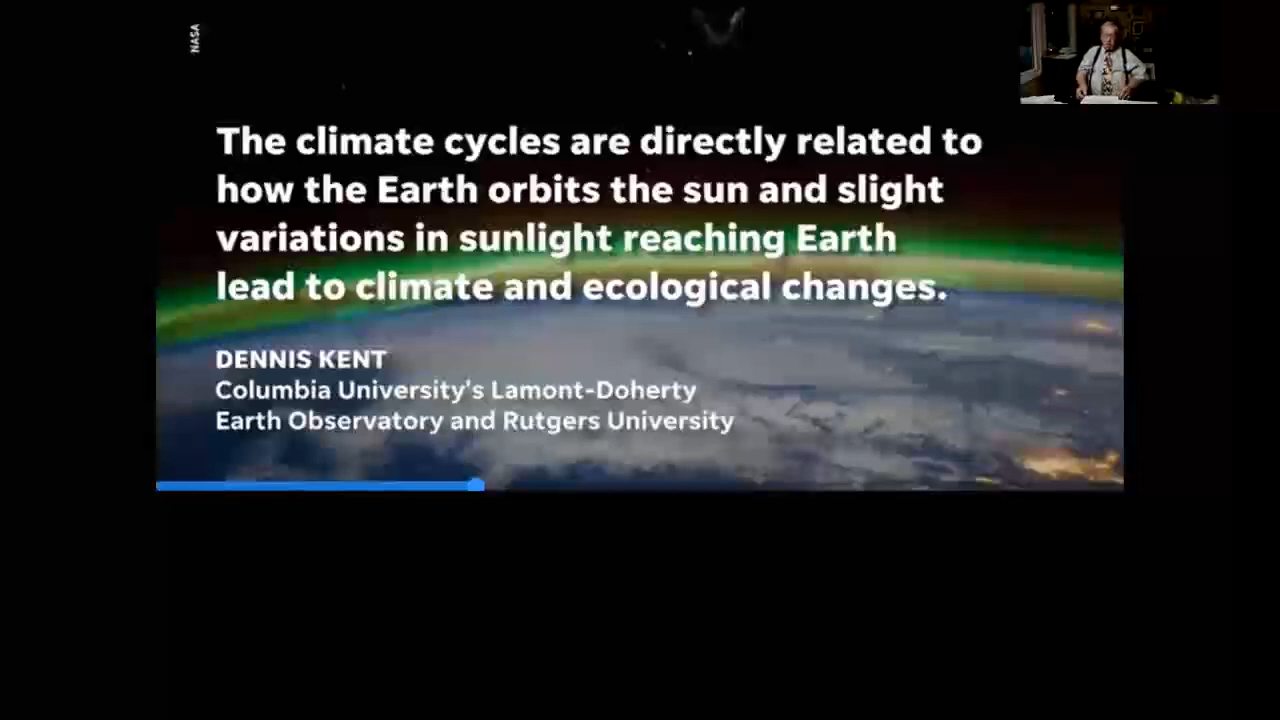 NASA
The climate cycles are directly related to
how the Earth orbits the sun and slight
variations in sunlight reaching Earth
lead to climate and ecological changes.
DENNIS KENT
Columbia University's Lamont-Doherty
Earth Observatory and Rutgers University